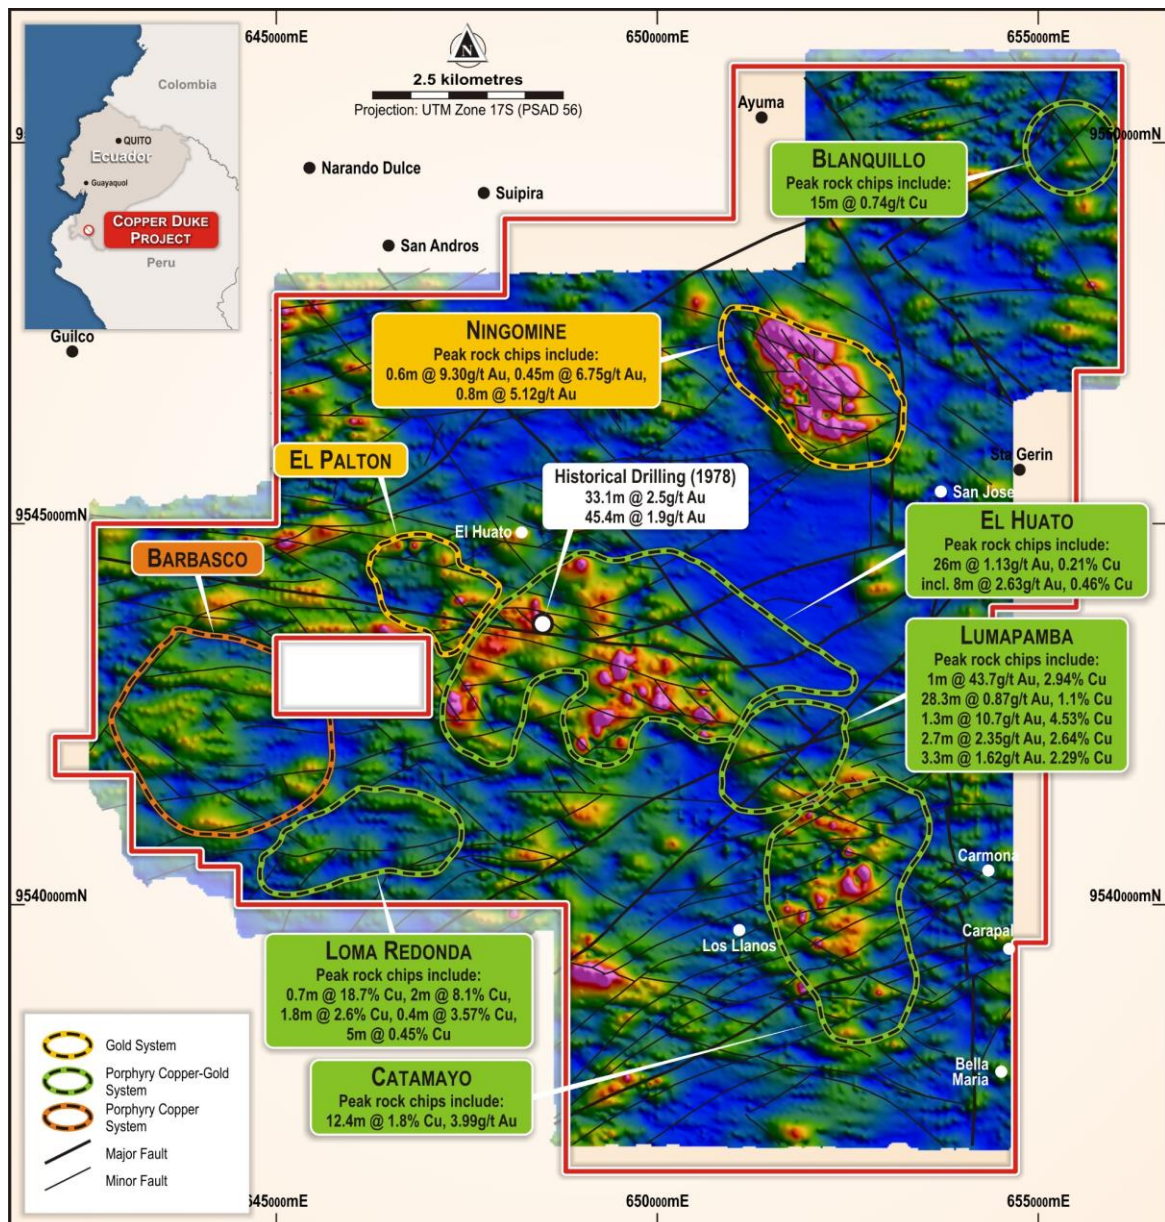 645000mE
650000mE
655000mE
N
2.5 kilometres
Projection: UTM Zone 17S (PSAD 56)
Colombia
QUITO
Ecuador
Guayaquol
COPPER DUKE
PROJECT
Peru
Ayuma
9550000mN
Narando Dulce
Suipira
San Andros
BLANQUILLO
Peak rock chips include:
15m @ 0.74g/t Cu
Guilco
NINGOMINE
Peak rock chips include:
0.6m @ 9.30g/t Au, 0.45m @ 6.75g/t Au,
0.8m @ 5.12g/t Au
EL PALTON
Historical Drilling (1978)
33.1m @ 2.5g/t Au
45.4m @ 1.9g/t Au
Sta Gerin
San Jose
9545000mN
El Huato
EL HUATO
Peak rock chips include:
26m @ 1.13g/t Au, 0.21% Cu
incl. 8m @ 2.63g/t Au, 0.46% Cu
BARBASCO
LUMAPAMBA
Peak rock chips include:
1m @ 43.7g/t Au, 2.94% Cu
28.3m @ 0.87g/t Au, 1.1% Cu
1.3m @ 10.7g/t Au, 4.53% Cu
2.7m @ 2.35g/t Au, 2.64% Cu
3.3m @ 1.62g/t Au. 2.29% Cu
Carmona
9540000mN
9540000mN
Los Llanos
Carapal
LOMA REDONDA
Peak rock chips include:
0.7m @ 18.7% Cu, 2m @ 8.1% Cu,
1.8m @ 2.6% Cu, 0.4m @ 3.57% Cu,
5m @ 0.45% Cu
CATAMAYO
Peak rock chips include:
12.4m @ 1.8% Cu, 3.99g/t Au
Bella
Maria
Gold System
Porphyry Copper-Gold
System
Porphyry Copper
System
Major Fault
Minor Fault
645000mE
650000mE
655000mE